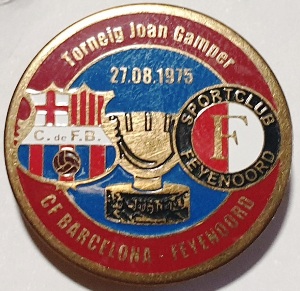 Torneig Joan Gamper
27.08.1975
C. de F.B.
SPORTCLUB
F
FEYENOORD
CF BARCELONA - FEYENOORD